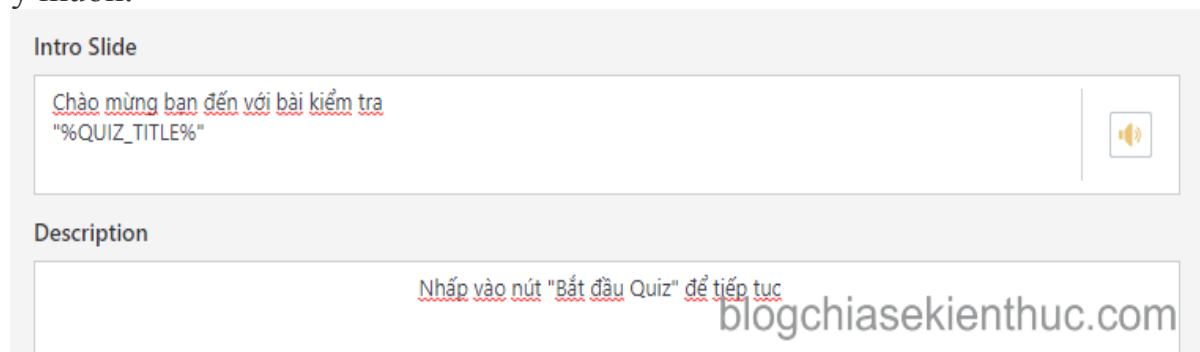 ý muốn.
Intro Slide
Chào mừng bạn đến với bài kiểm tra
"%QUIZ_TITLE%"
Description
Nhấp vào nút "Bắt đầu Quiz" để tiếp tục
blogchiasekienthuc.com